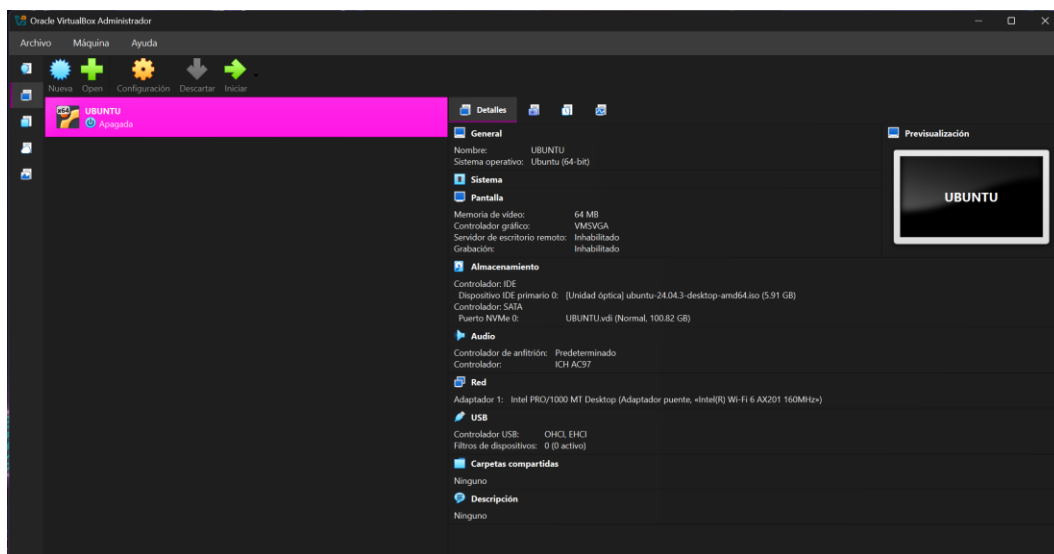 Oracle VirtualBox Administrador
Archivo Máquina Ayuda
Nueva Open Configuración Descartar Iniciar
x64
UBUNTU
Apagada
Detalles
General
Nombre: UBUNTU
Sistema operativo: Ubuntu (64-bit)
Sistema
Pantalla
Memoria de vídeo: 64 MB
Controlador gráfico: VMSVGA
Servidor de escritorio remoto: Inhabilitado
Grabación: Inhabilitado
Almacenamiento
Controlador: IDE
Dispositivo IDE primario 0: [Unidad óptica] ubuntu-24.04.3-desktop-amd64.iso (5.91 GB)
Controlador: SATA
Puerto NVMe 0: UBUNTU.vdi (Normal, 100.82 GB)
Audio
Controlador de anfitrión: Predeterminado
Controlador: ICH AC97
Red
Adaptador 1: Intel PRO/1000 MT Desktop (Adaptador puente, «Intel(R) Wi-Fi 6 AX201 160MHz»)
USB
Controlador USB: OHCI, EHCI
Filtros de dispositivos: 0 (0 activo)
Carpetas compartidas
Ninguno
Descripción
Ninguno
Previsualización
UBUNTU